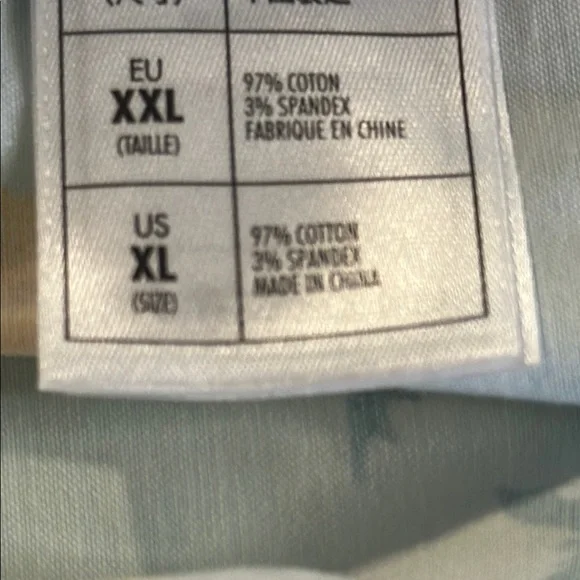 EU
XXL
(TAILLE)
97% COTON
3% SPANDEX
FABRIQUE EN CHINE
US
XL
(SIZE)
97% COTTON
3% SPANDEX
MADE IN CHINA